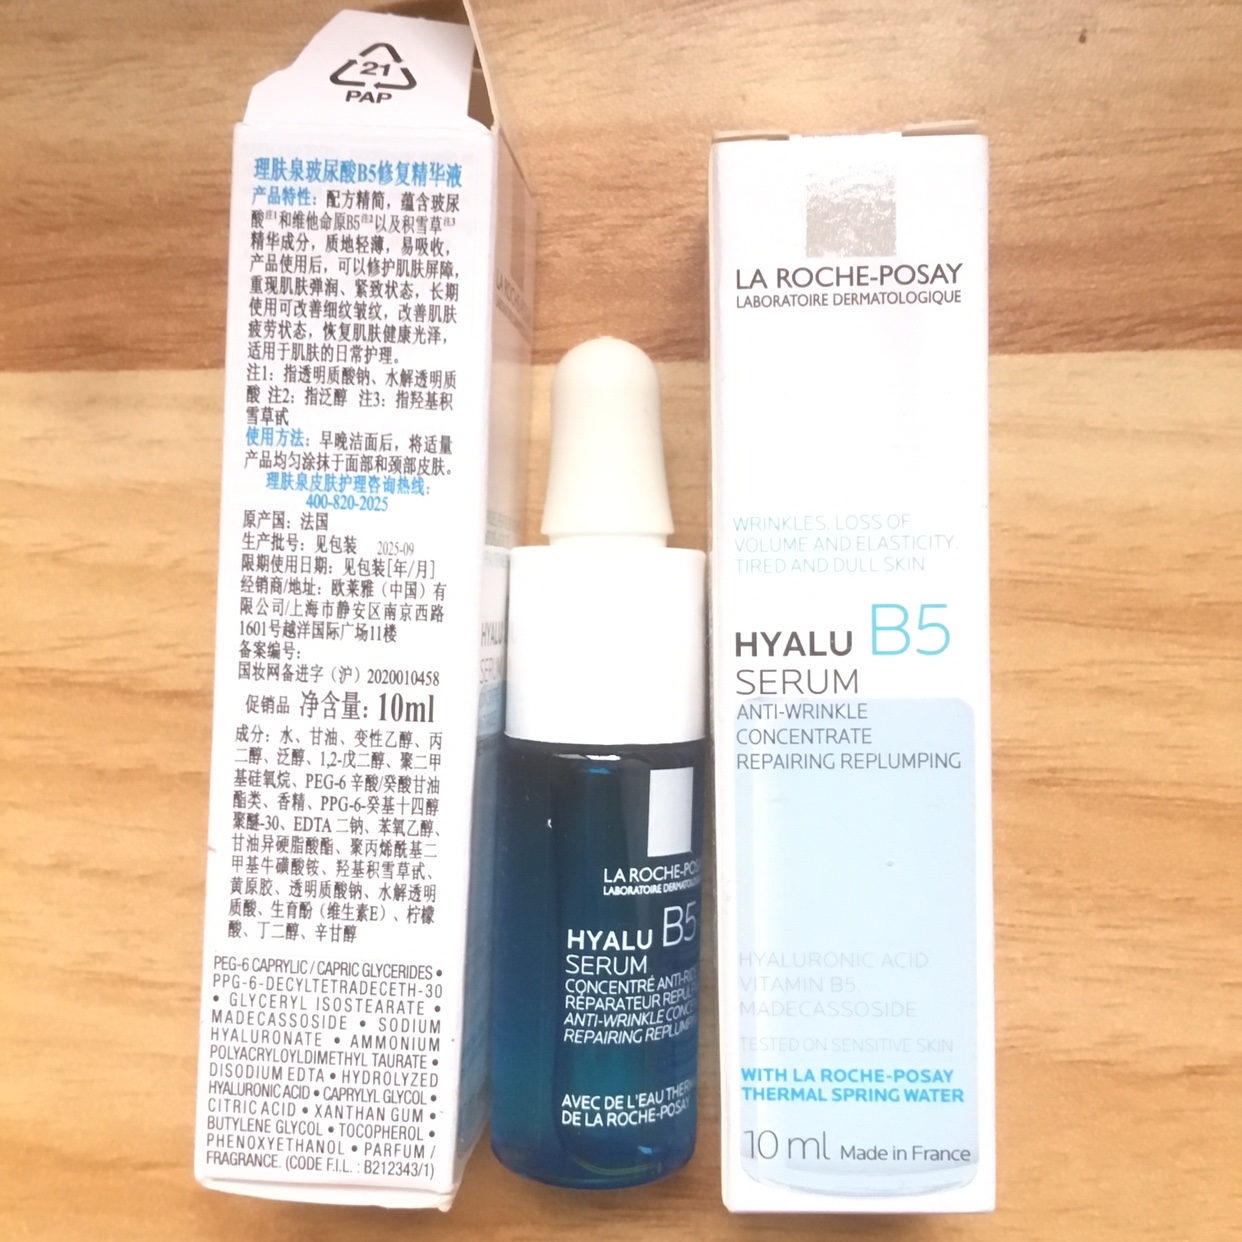 21
PAP
理肤泉玻尿酸B5修复精华液
产品特性：配方精简，蕴含玻尿
酸注1和维他命原B5注2以及积雪草注3
精华成分，质地轻薄，易吸收，
产品使用后，可以修护肌肤屏障，
重现肌肤弹润、紧致状态，长期
使用可改善细纹皱纹，改善肌肤
疲劳状态，恢复肌肤健康光泽，
适用于肌肤的日常护理。
注1：指透明质酸钠、水解透明质
酸 注2：指泛醇 注3：指羟基积
雪草甙
使用方法：早晚洁面后，将适量
产品均匀涂抹于面部和颈部皮肤。
理肤泉皮肤护理咨询热线：
400-820-2025
原产国：法国
生产批号：见包装 2025-09
限期使用日期：见包装[年/月]
经销商/地址：欧莱雅（中国）有
限公司/上海市静安区南京西路
1601号越洋国际广场11楼
备案编号：
国妆网备进字（沪）2020010458
促销品 净含量：10ml
成分：水、甘油、变性乙醇、丙
二醇、泛醇、1,2-戊二醇、聚二甲
基硅氧烷、PEG-6 辛酸/癸酸甘油
酯类、香精、PPG-6-癸基十四醇
聚醚-30、EDTA 二钠、苯氧乙醇、
甘油异硬脂酸酯、聚丙烯酰基二
甲基牛磺酸铵、羟基积雪草甙、
黄原胶、透明质酸钠、水解透明
质酸、生育酚（维生素E）、柠檬
酸、丁二醇、辛甘醇
PEG-6 CAPRYLIC / CAPRIC GLYCERIDES •
PPG-6-DECYLTETRADECETH-30
• GLYCERYL ISOSTEARATE •
MADECASSOSIDE • SODIUM
HYALURONATE • AMMONIUM
POLYACRYLOYLDIMETHYL TAURATE •
DISODIUM EDTA • HYDROLYZED
HYALURONIC ACID • CAPRYLYL GLYCOL •
CITRIC ACID • XANTHAN GUM •
BUTYLENE GLYCOL • TOCOPHEROL •
PHENOXYETHANOL • PARFUM /
FRAGRANCE. (CODE F.I.L. : B212343/1)
LA ROCHE-POSAY
LABORATOIRE DERMATOLOGIQUE
HYALU B5
SERUM
CONCENTRÉ ANTI-RIDES
RÉPARATEUR
ANTI-WRINKLE
REPAIRING REPLUMPING
AVEC DE L'EAU
DE LA ROCHE-POSAY
LA ROCHE-POSAY
LABORATOIRE DERMATOLOGIQUE
WRINKLES. LOSS OF
VOLUME AND ELASTICITY.
TIRED AND DULL SKIN
HYALU B5
SERUM
ANTI-WRINKLE
CONCENTRATE
REPAIRING REPLUMPING
HYALURONIC ACID
VITAMIN B5.
MADECASSOSIDE
TESTED ON SENSITIVE SKIN
WITH LA ROCHE-POSAY
THERMAL SPRING WATER
10 ml Made in France